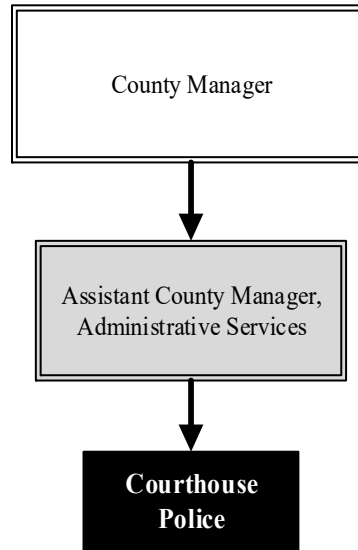 County Manager
Assistant County Manager,
Administrative Services
Courthouse
Police